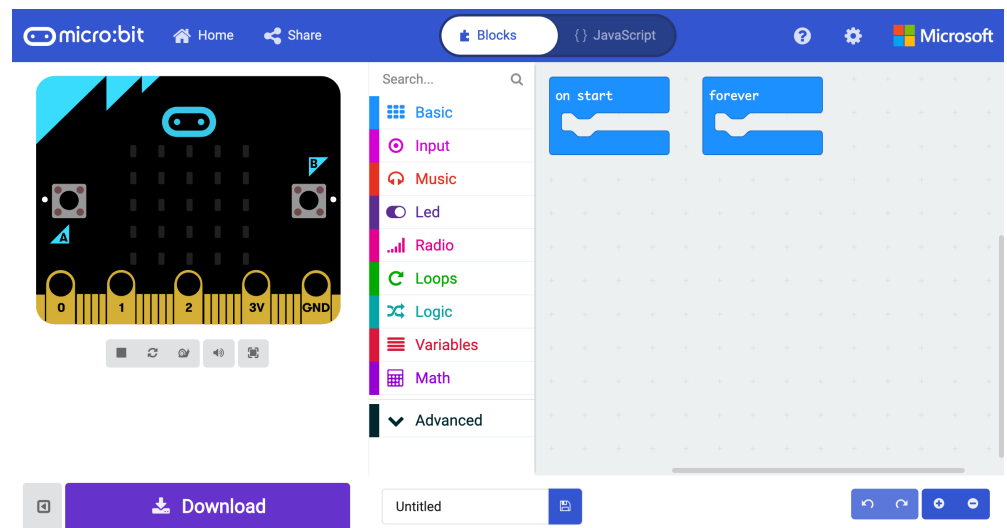 micro:bit Home Share Blocks {} JavaScript ? Microsoft
Search...
Basic
Input
Music
Led
Radio
Loops
Logic
Variables
Math
Advanced
on start
forever
B
A
0 1 2 3V GND
Download
Untitled